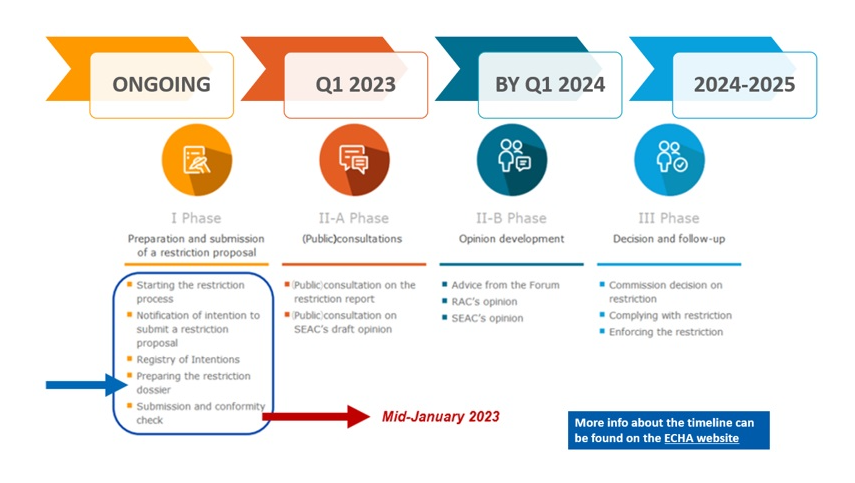 ONGOING
Q1 2023
BY Q1 2024
2024-2025
I Phase
Preparation and submission
of a restriction proposal
Starting the restriction
process
Notification of intention to
submit a restriction
proposal
Registry of Intentions
Preparing the restriction
dossier
Submission and conformity
check
II-A Phase
(Public)consultations
(Public)consultation on the
restriction report
(Public)consultation on
SEAC's draft opinion
II-B Phase
Opinion development
Advice from the Forum
RAC's opinion
SEAC's opinion
III Phase
Decision and follow-up
Commission decision on
restriction
Complying with restriction
Enforcing the restriction
Mid-January 2023
More info about the timeline can
be found on the ECHA website